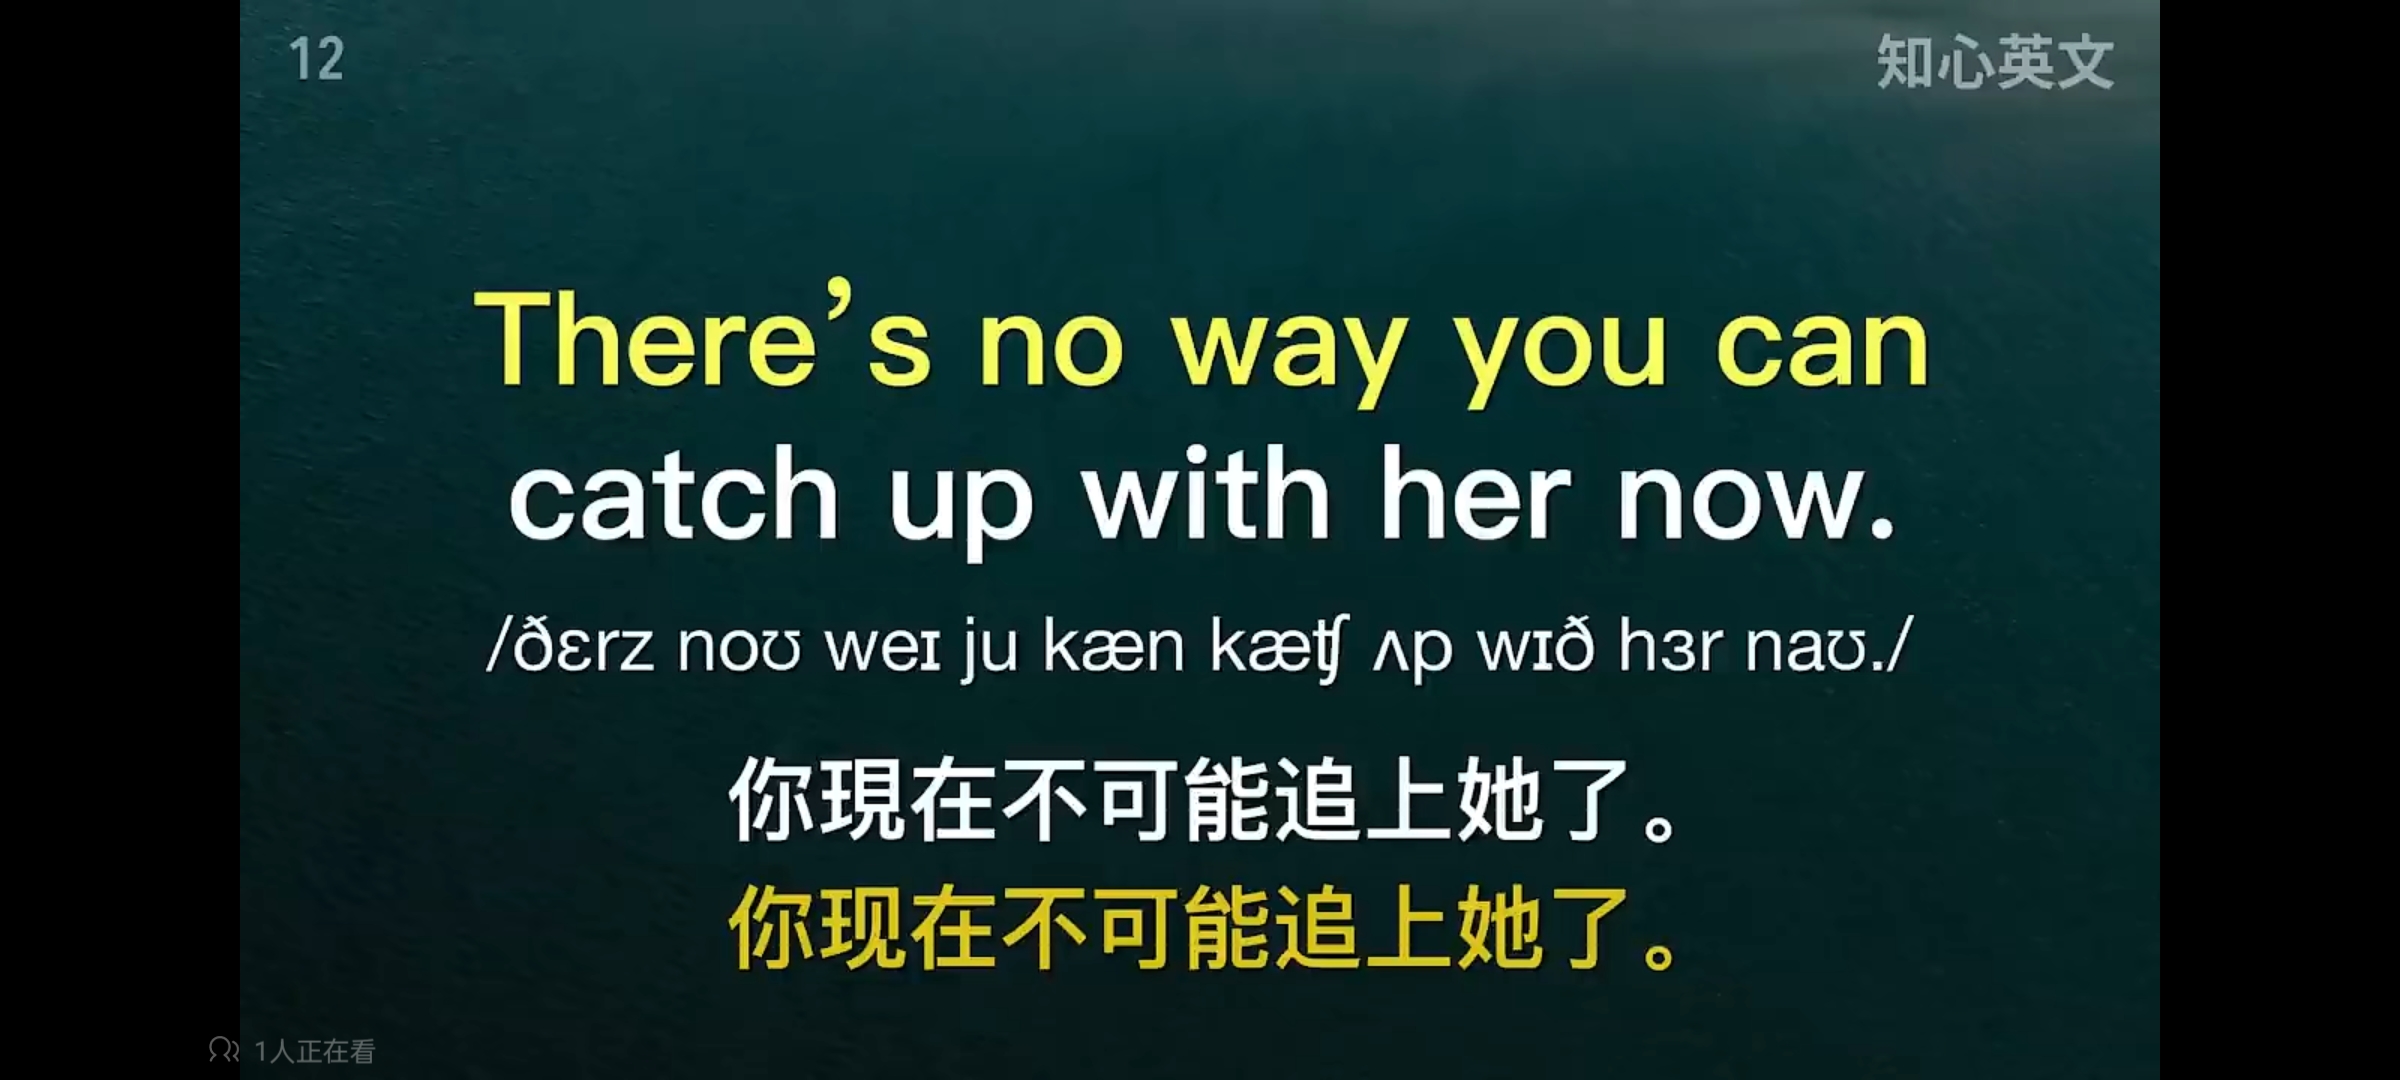 12
知心英文
There’s no way you can
catch up with her now.
/ðɛrz noʊ weɪ ju kæn kæʧ ʌp wɪð hɜr naʊ./
你現在不可能追上她了。
你现在不可能追上她了。
1人正在看